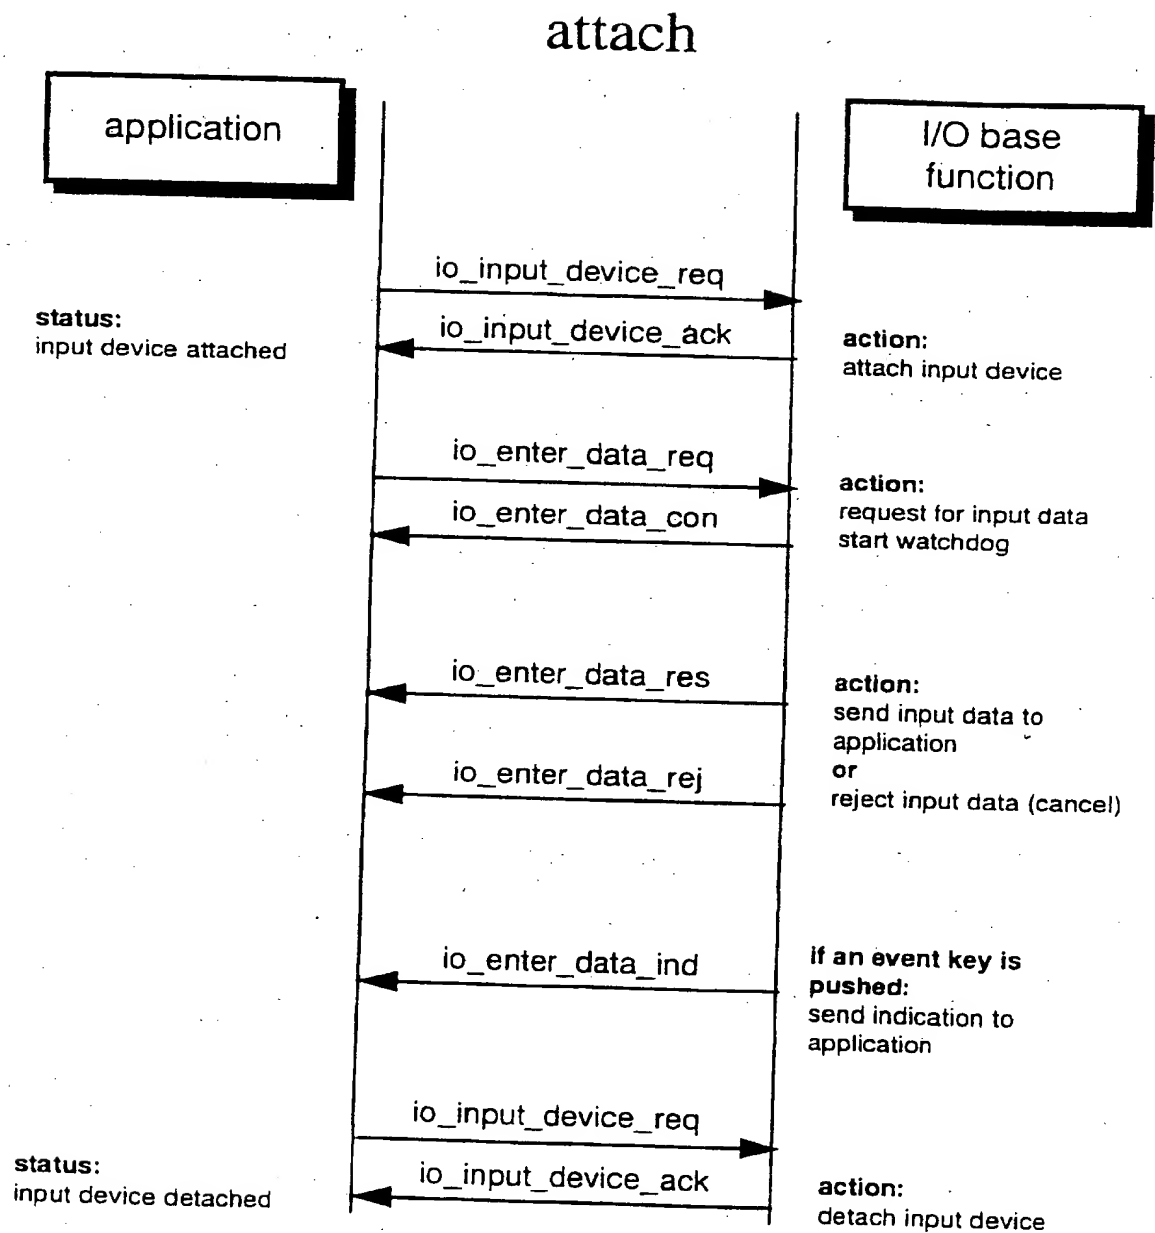 attach
application
I/O base
function
io_input_device_req
status:
input device attached
io_input_device_ack
action:
attach input device
io_enter_data_req
action:
request for input data
start watchdog
io_enter_data_con
io_enter_data_res
action:
send input data to
application
or
reject input data (cancel)
io_enter_data_rej
io_enter_data_ind
if an event key is
pushed:
send indication to
application
io_input_device_req
status:
input device detached
io_input_device_ack
action:
detach input device